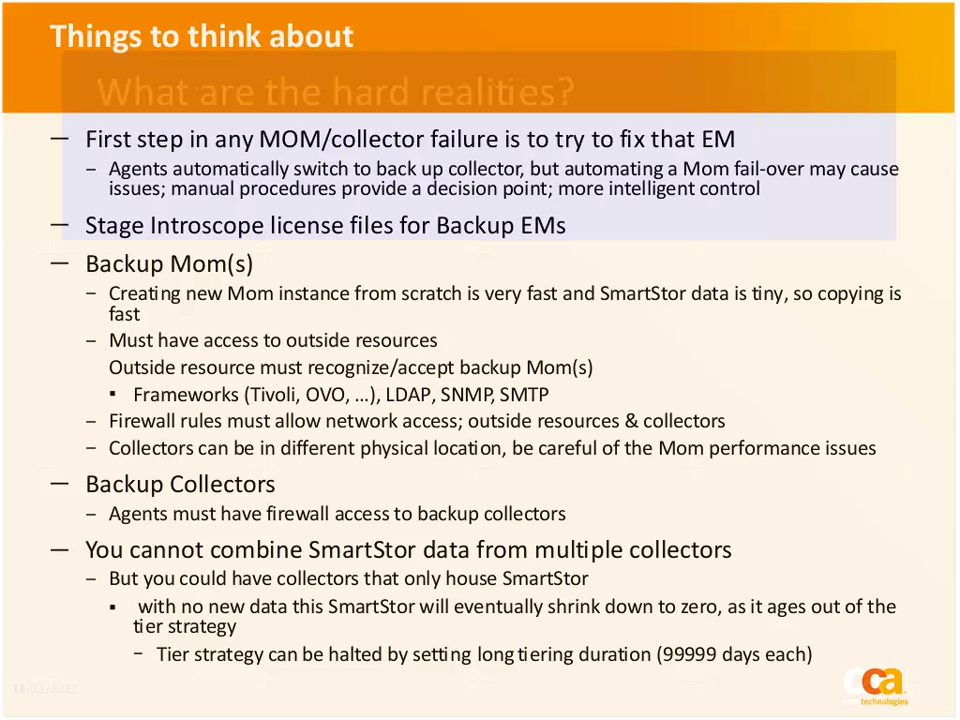 Things to think about
What are the hard realities?
— First step in any MOM/collector failure is to try to fix that EM
– Agents automatically switch to back up collector, but automating a Mom fail-over may cause
issues; manual procedures provide a decision point; more intelligent control
— Stage Introscope license files for Backup EMs
— Backup Mom(s)
– Creating new Mom instance from scratch is very fast and SmartStor data is tiny, so copying is
fast
– Must have access to outside resources
Outside resource must recognize/accept backup Mom(s)
▪ Frameworks (Tivoli, OVO, ...), LDAP, SNMP, SMTP
– Firewall rules must allow network access; outside resources & collectors
– Collectors can be in different physical location, be careful of the Mom performance issues
— Backup Collectors
– Agents must have firewall access to backup collectors
— You cannot combine SmartStor data from multiple collectors
– But you could have collectors that only house SmartStor
▪ with no new data this SmartStor will eventually shrink down to zero, as it ages out of the
tier strategy
– Tier strategy can be halted by setting long tiering duration (99999 days each)
ca
technologies